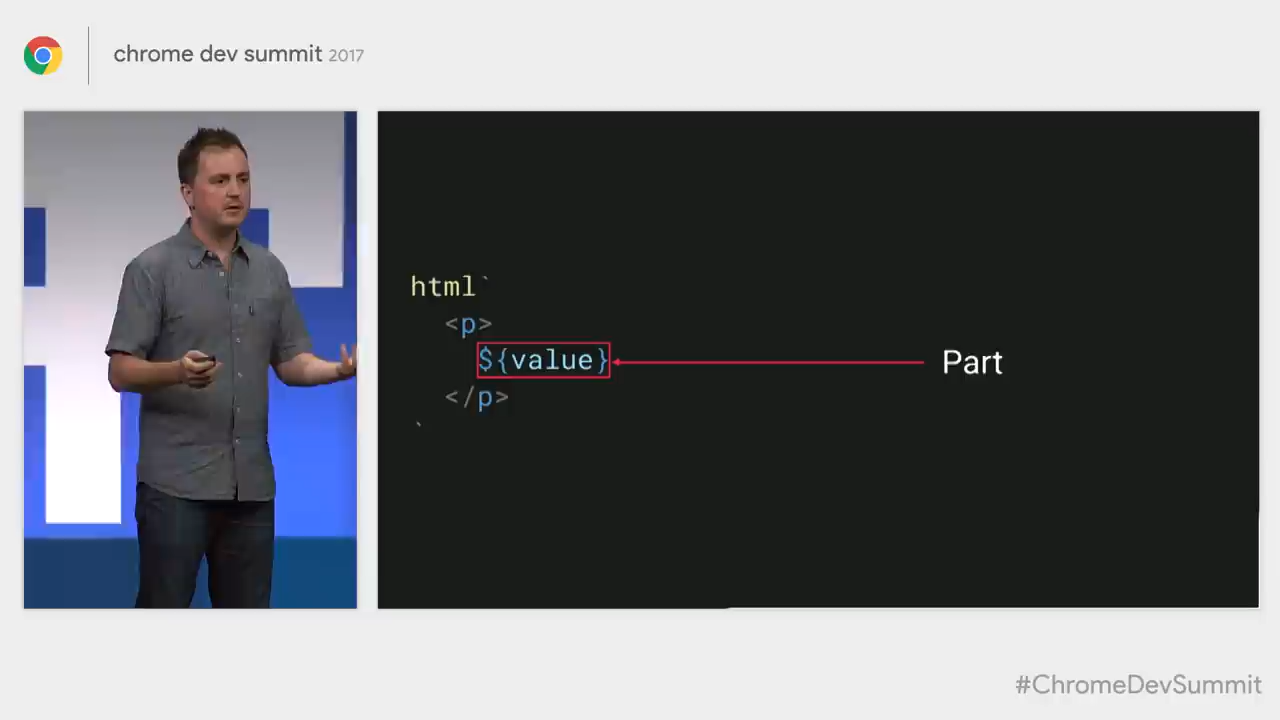 chrome dev summit 2017
html`
<p>
${value}
Part
</p>
`
#ChromeDevSummit